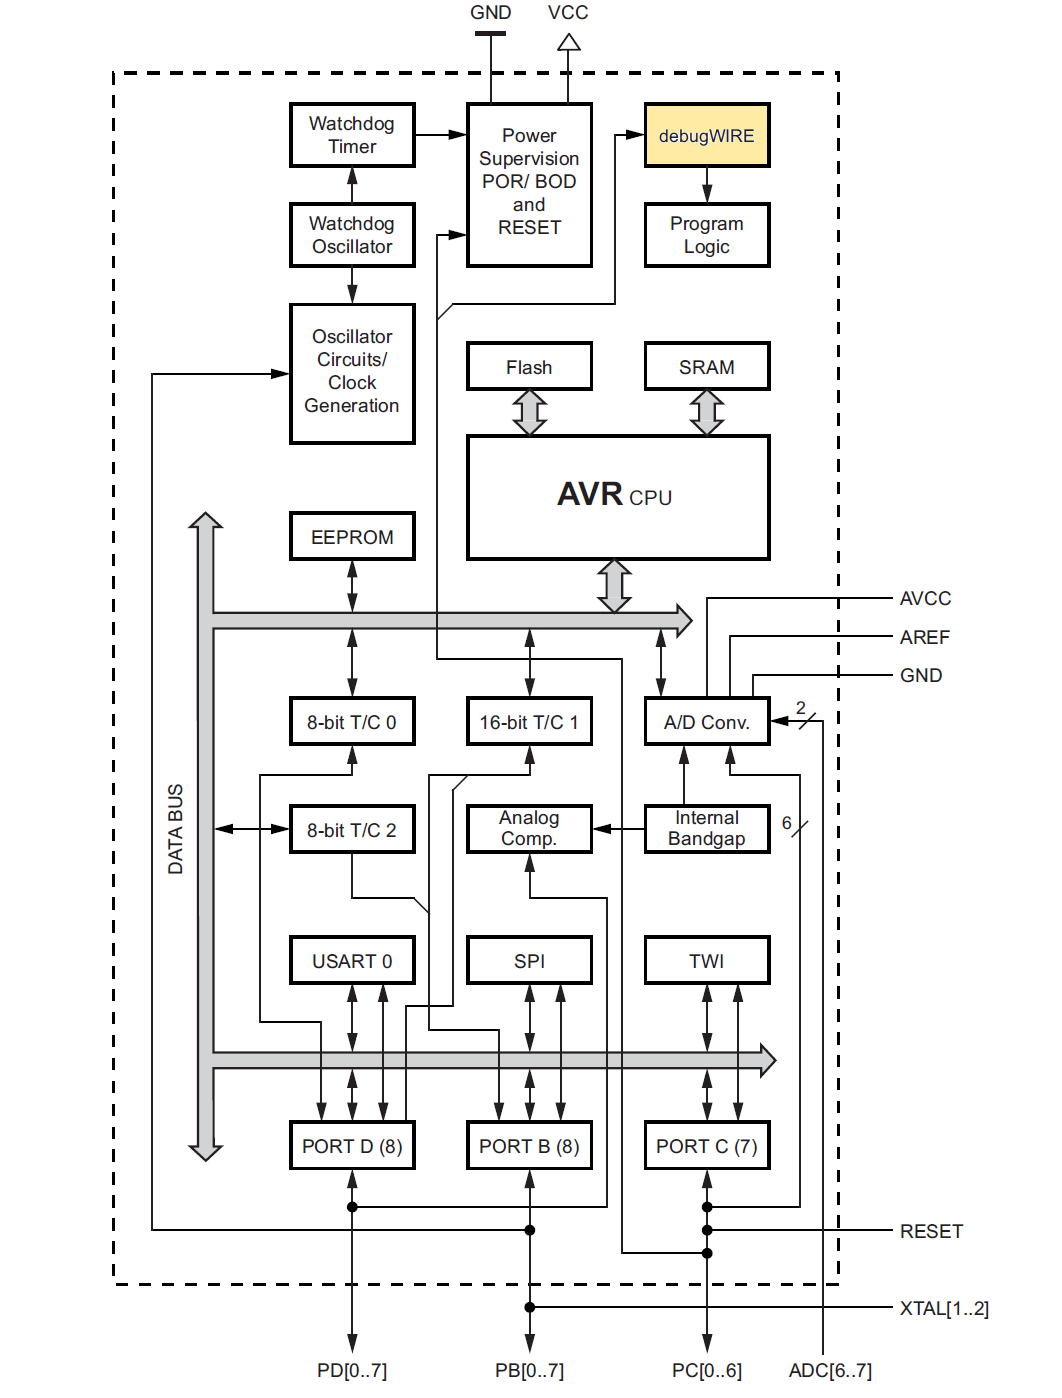 GND
VCC
Watchdog
Timer
Power
Supervision
POR/ BOD
and
RESET
debugWIRE
Watchdog
Oscillator
Program
Logic
Oscillator
Circuits/
Clock
Generation
Flash
SRAM
AVR CPU
EEPROM
AVCC
AREF
GND
8-bit T/C 0
16-bit T/C 1
A/D Conv.
2
DATA BUS
8-bit T/C 2
Analog
Comp.
Internal
Bandgap
6
USART 0
SPI
TWI
PORT D (8)
PORT B (8)
PORT C (7)
RESET
XTAL[1..2]
PD[0..7]
PB[0..7]
PC[0..6]
ADC[6..7]